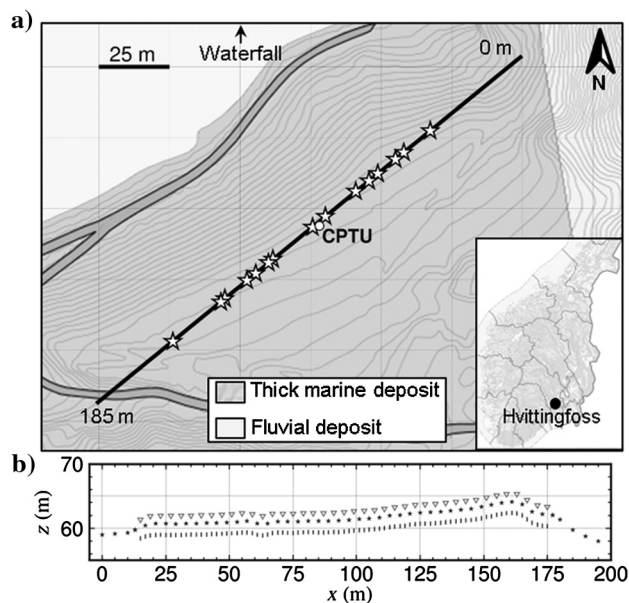 a)
Waterfall
0 m
25 m
N
CPTU
Thick marine deposit
185 m
Fluvial deposit
Hvittingfoss
b)
70
z (m)
60
0 25 50 75 100 125 150 175 200
x (m)